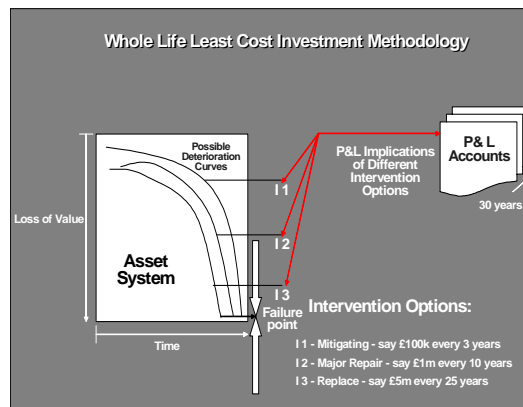 Whole Life Least Cost Investment Methodology
Possible
Deterioration
Curves
P& L
Accounts
P&L Implications
of Different
Intervention
Options
I 1
30 years
Loss of Value
I 2
Asset
System
I 3
Failure
point
Time
Intervention Options:
I 1 - Mitigating - say £100k every 3 years
I 2 - Major Repair - say £1m every 10 years
I 3 - Replace - say £5m every 25 years